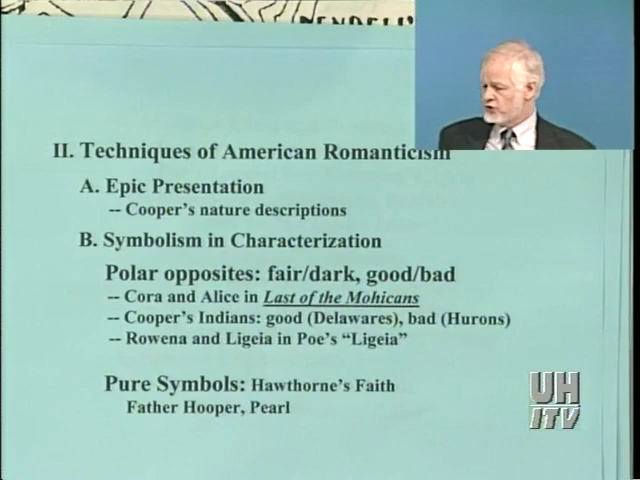 PENDELL'S
II. Techniques of American Romanticism
A. Epic Presentation
-- Cooper's nature descriptions
B. Symbolism in Characterization
Polar opposites: fair/dark, good/bad
-- Cora and Alice in Last of the Mohicans
-- Cooper's Indians: good (Delawares), bad (Hurons)
-- Rowena and Ligeia in Poe's “Ligeia”
Pure Symbols: Hawthorne's Faith
Father Hooper, Pearl
UH
ITV